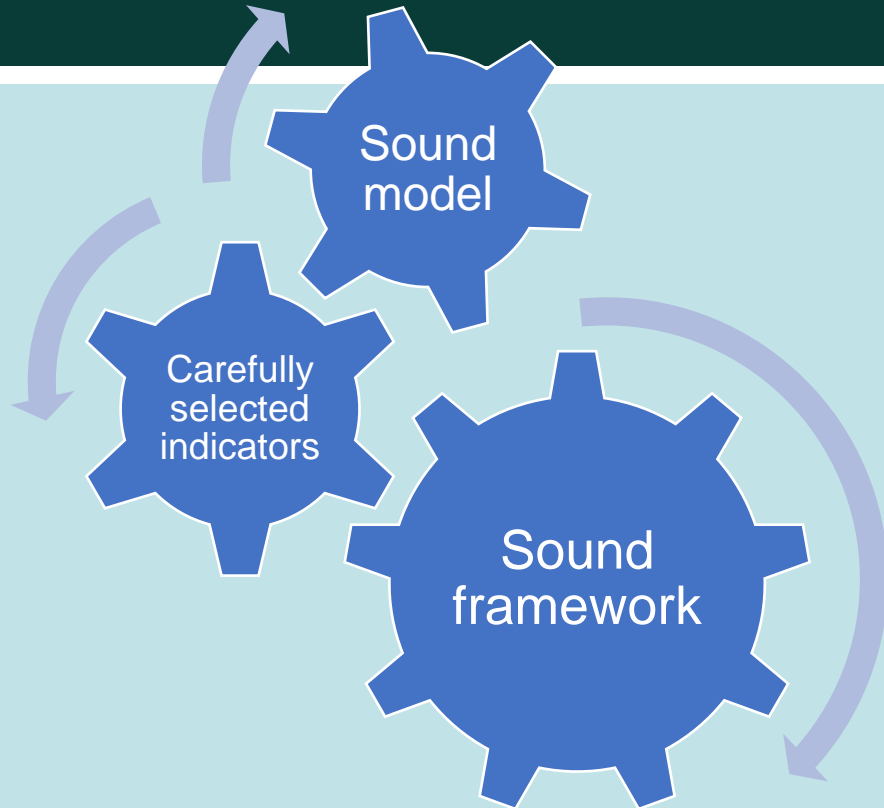 Sound
model
Carefully
selected
indicators
Sound
framework